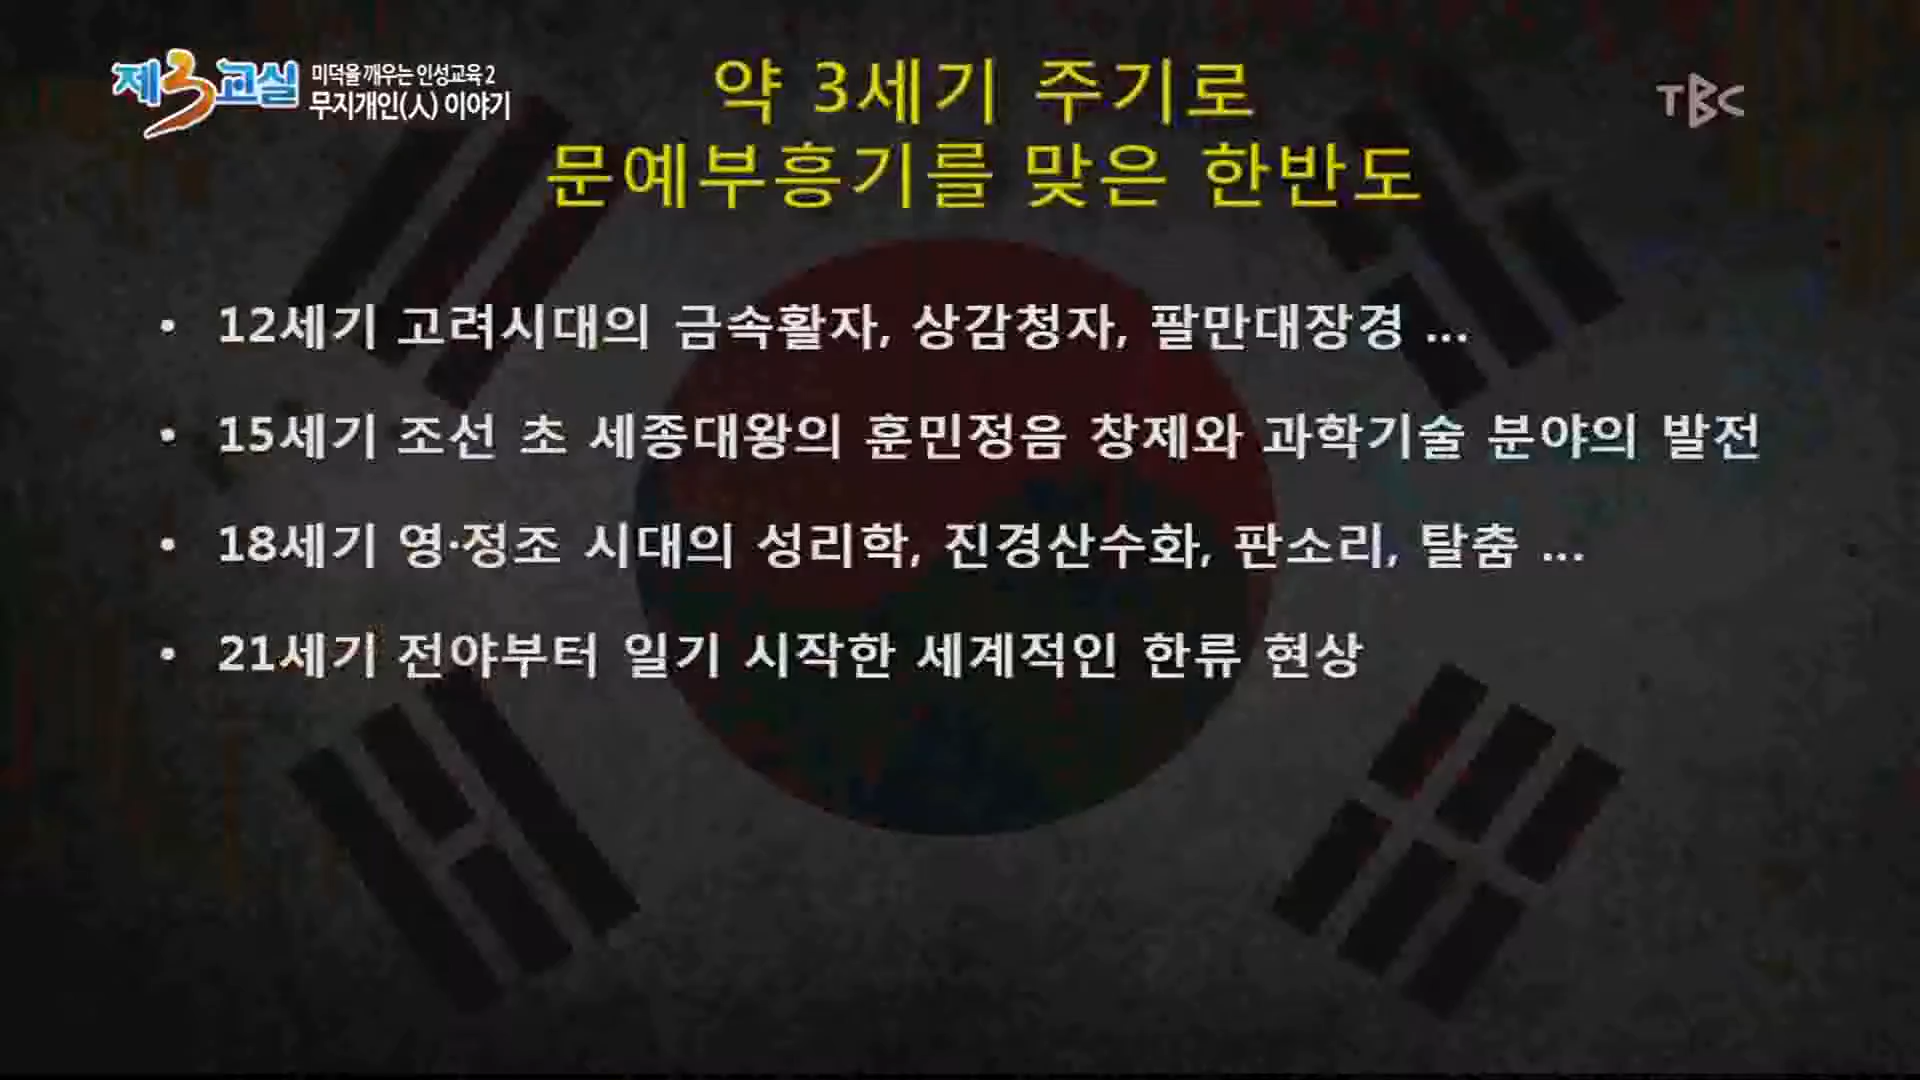 제3교실
미덕을 깨우는 인성교육 2
무지개인(人) 이야기
TBC
약 3세기 주기로
문예부흥기를 맞은 한반도
• 12세기 고려시대의 금속활자, 상감청자, 팔만대장경 ...
• 15세기 조선 초 세종대왕의 훈민정음 창제와 과학기술 분야의 발전
• 18세기 영·정조 시대의 성리학, 진경산수화, 판소리, 탈춤 ...
• 21세기 전야부터 일기 시작한 세계적인 한류 현상